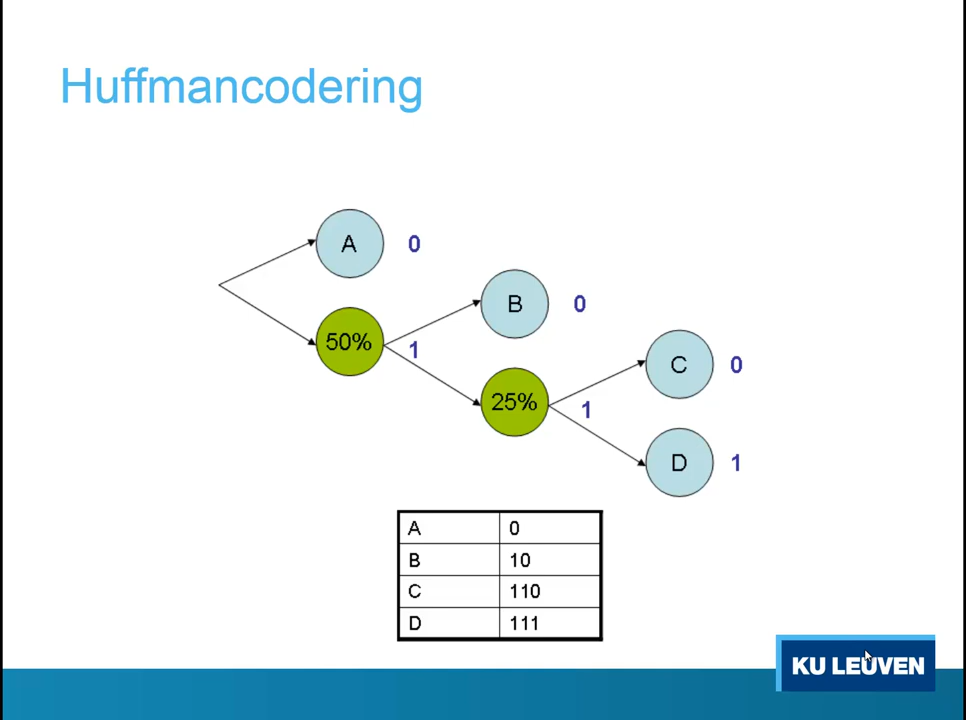 Huffmancodering
A 0
B 0
50% 1
C 0
25% 1
D 1
A 0
B 10
C 110
D 111
KU LEUVEN